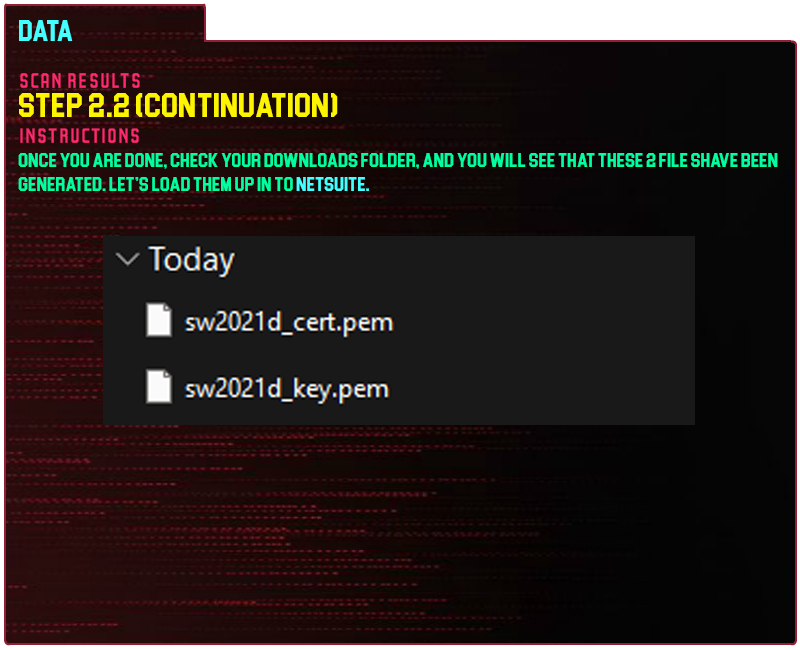 DATA
SCAN RESULTS
STEP 2.2 (CONTINUATION)
INSTRUCTIONS
ONCE YOU ARE DONE, CHECK YOUR DOWNLOADS FOLDER, AND YOU WILL SEE THAT THESE 2 FILE SHAVE BEEN
GENERATED. LET'S LOAD THEM UP IN TO NETSUITE.
Today
sw2021d_cert.pem
sw2021d_key.pem